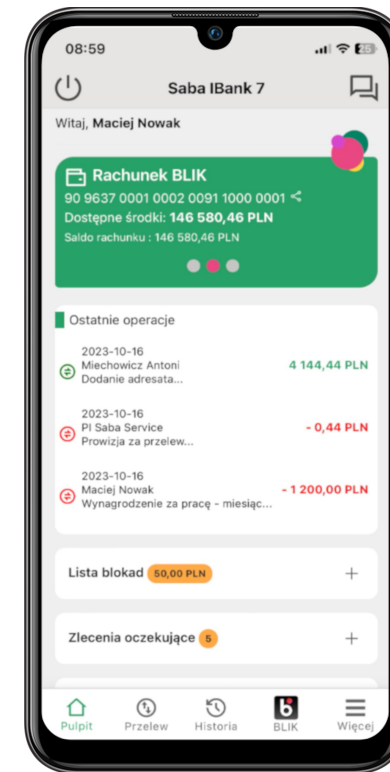 08:59
25
Saba IBank 7
Witaj, Maciej Nowak
Rachunek BLIK
90 9637 0001 0002 0091 1000 0001
Dostępne środki: 146 580,46 PLN
Saldo rachunku : 146 580,46 PLN
Ostatnie operacje
2023-10-16
Miechowicz Antoni
4 144,44 PLN
Dodanie adresata...
2023-10-16
PI Saba Service
- 0,44 PLN
Prowizja za przelew...
2023-10-16
Maciej Nowak
- 1 200,00 PLN
Wynagrodzenie za pracę - miesiąc...
Lista blokad 50,00 PLN
Zlecenia oczekujące 5
Pulpit Przelew Historia BLIK Więcej